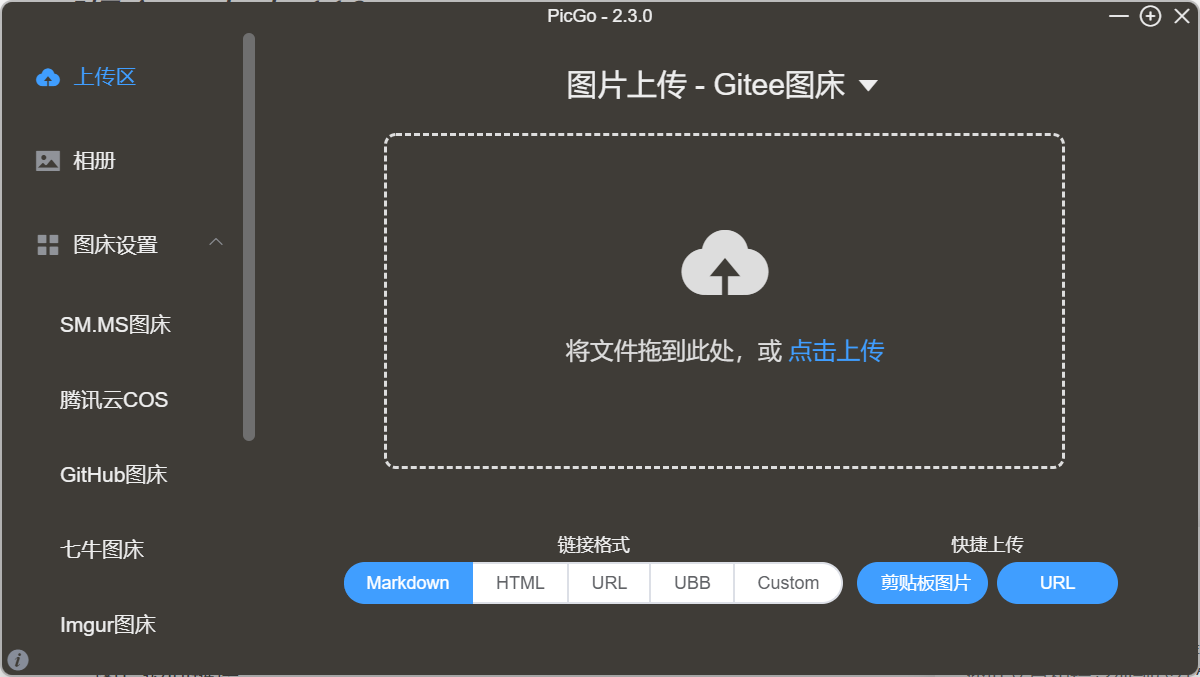 PicGo - 2.3.0
上传区
相册
图床设置
SM.MS图床
腾讯云COS
GitHub图床
七牛图床
Imgur图床
图片上传 - Gitee图床
将文件拖到此处，或 点击上传
链接格式
Markdown HTML URL UBB Custom
快捷上传
剪贴板图片 URL